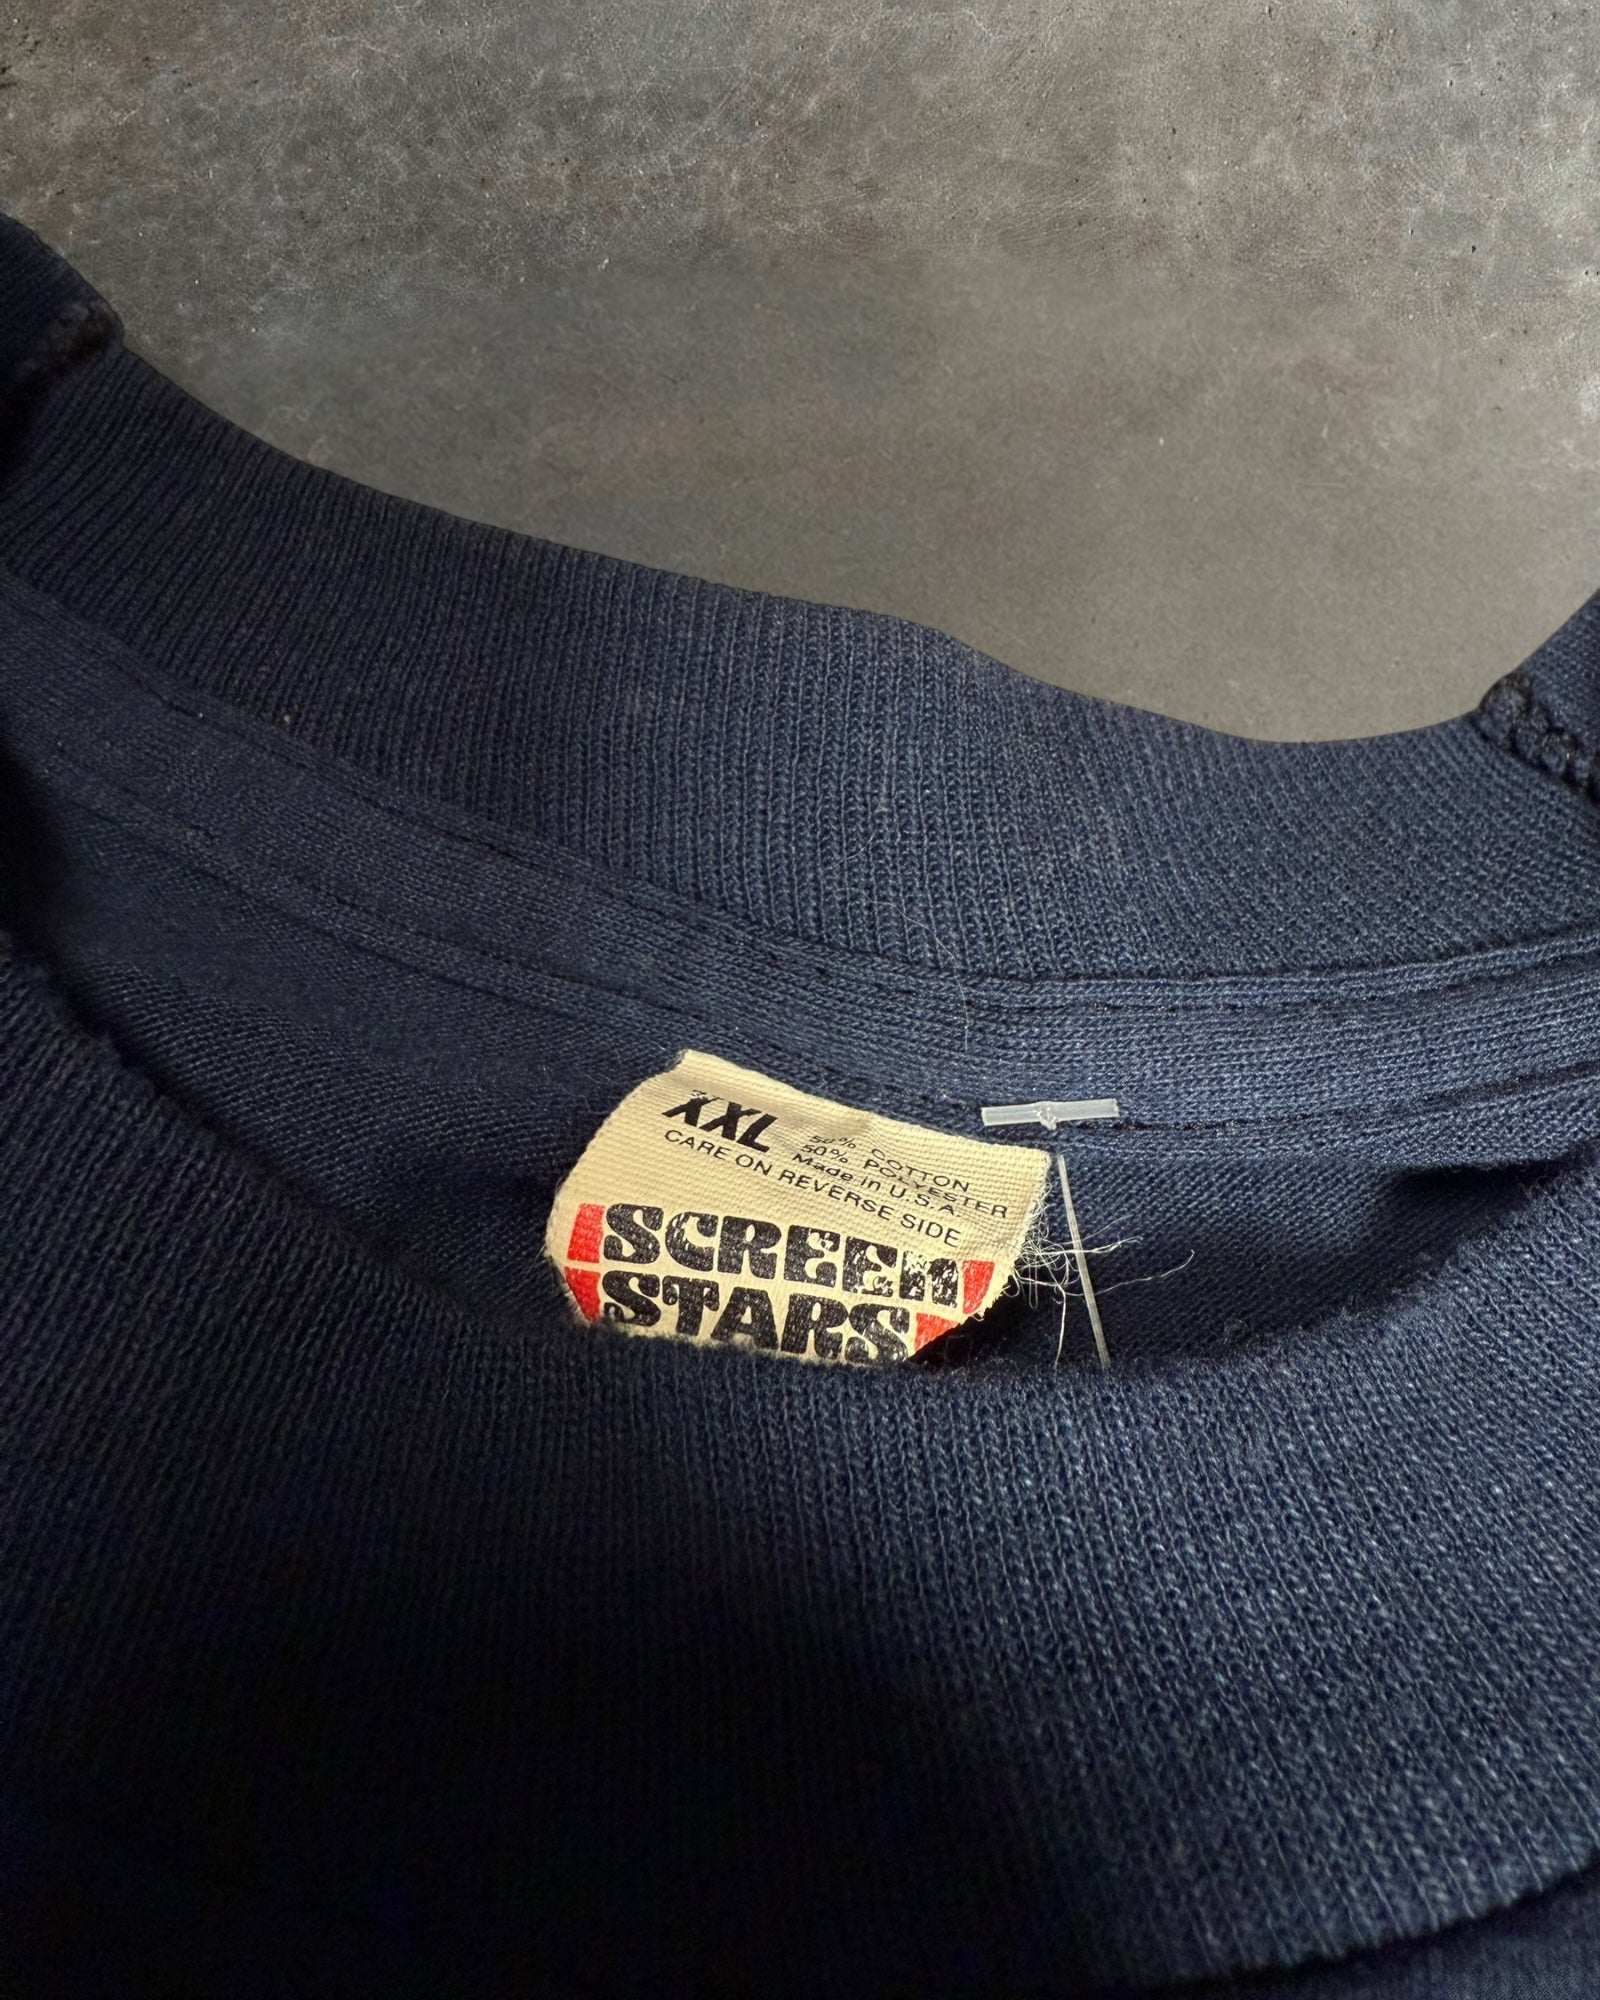 XXL
50% COTTON
50% POLYESTER
Made in U.S.A
CARE ON REVERSE SIDE
SCREEN
STARS